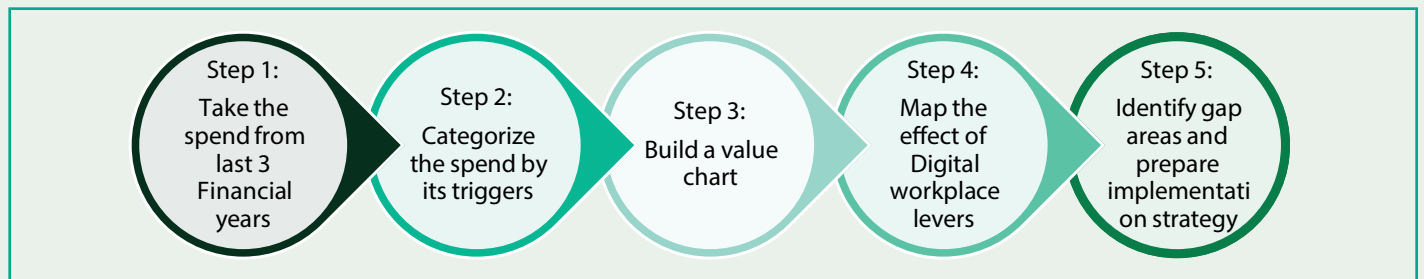 Step 1:
Take the
spend from
last 3
Financial
years
Step 2:
Categorize
the spend by
its triggers
Step 3:
Build a value
chart
Step 4:
Map the
effect of
Digital
workplace
levers
Step 5:
Identify gap
areas and
prepare
implementati
on strategy